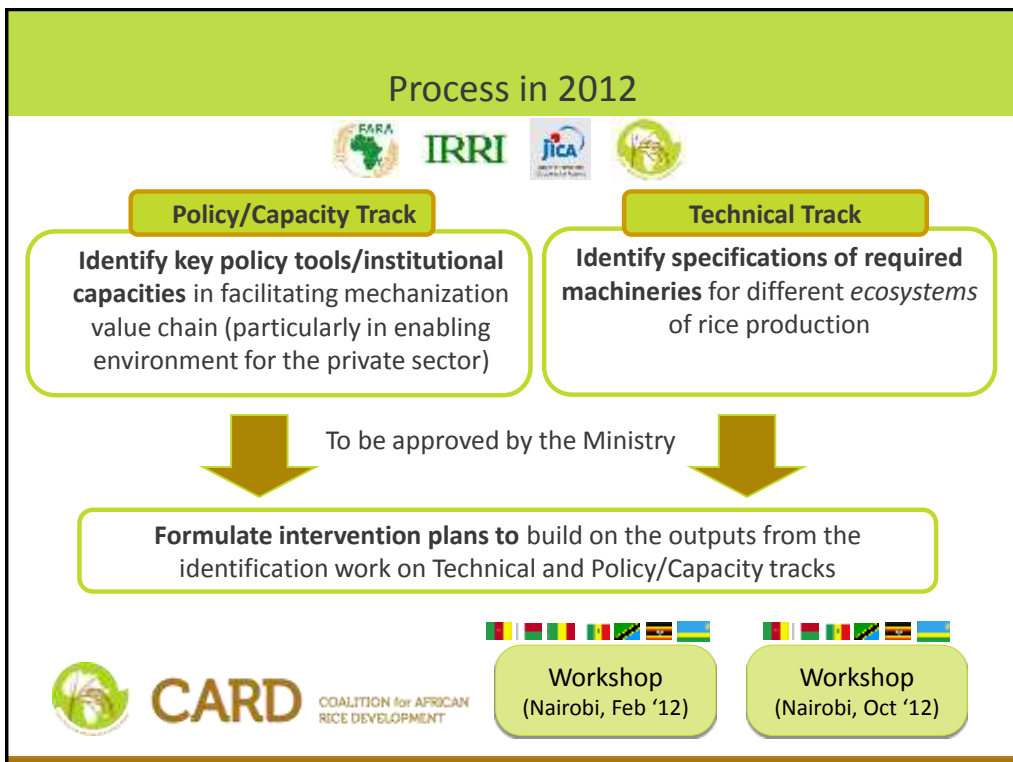 Process in 2012
FARA
IRRI
jICA
Policy/Capacity Track
Identify key policy tools/institutional
capacities in facilitating mechanization
value chain (particularly in enabling
environment for the private sector)
Technical Track
Identify specifications of required
machineries for different ecosystems
of rice production
To be approved by the Ministry
Formulate intervention plans to build on the outputs from the
identification work on Technical and Policy/Capacity tracks
CARD
COALITION for AFRICAN
RICE DEVELOPMENT
Workshop
(Nairobi, Feb ‘12)
Workshop
(Nairobi, Oct ‘12)